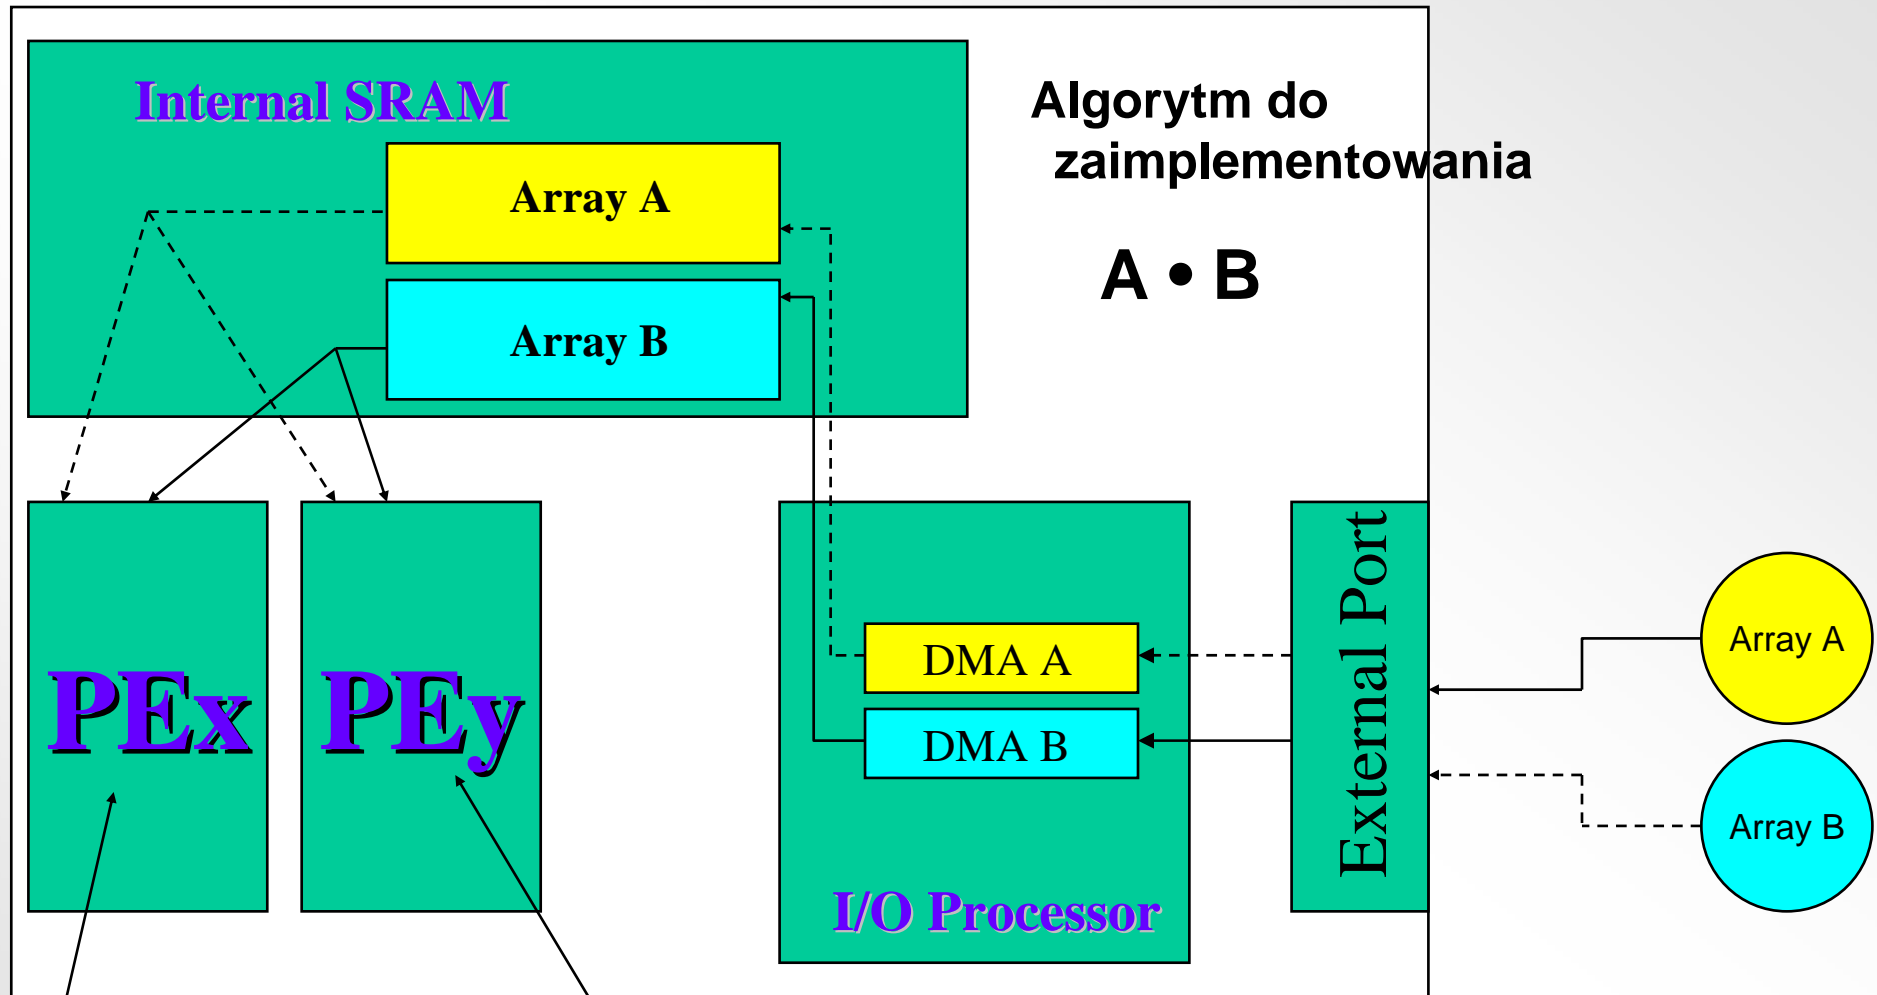 Internal SRAM
Algorytm do
zaimplementowania
A • B
Array A
Array B
PEx
PEy
DMA A
DMA B
I/O Processor
External Port
Array A
Array B